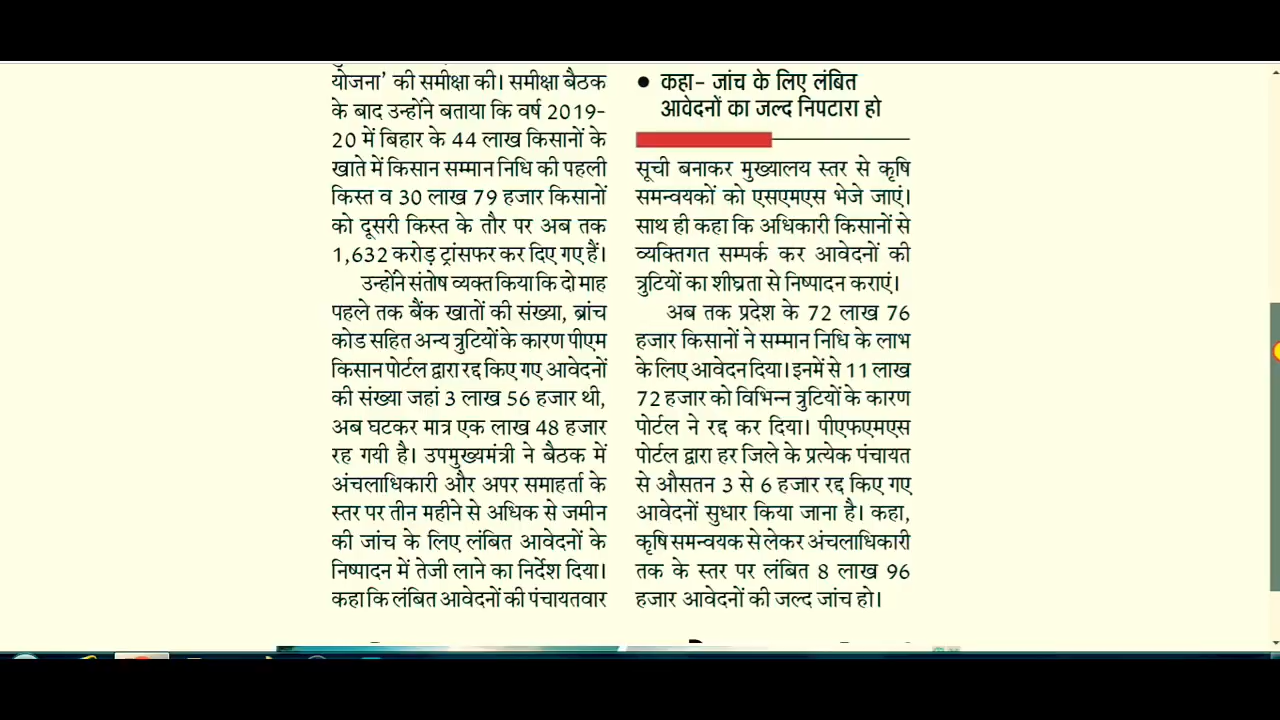 योजना’ की समीक्षा की। समीक्षा बैठक
के बाद उन्होंने बताया कि वर्ष 2019-
20 में बिहार के 44 लाख किसानों के
खाते में किसान सम्मान निधि की पहली
किस्त व 30 लाख 79 हजार किसानों
को दूसरी किस्त के तौर पर अब तक
1,632 करोड़ ट्रांसफर कर दिए गए हैं।
उन्होंने संतोष व्यक्त किया कि दो माह
पहले तक बैंक खातों की संख्या, ब्रांच
कोड सहित अन्य त्रुटियों के कारण पीएम
किसान पोर्टल द्वारा रद्द किए गए आवेदनों
की संख्या जहां 3 लाख 56 हजार थी,
अब घटकर मात्र एक लाख 48 हजार
रह गयी है। उपमुख्यमंत्री ने बैठक में
अंचलाधिकारी और अपर समाहर्ता के
स्तर पर तीन महीने से अधिक से जमीन
की जांच के लिए लंबित आवेदनों के
निष्पादन में तेजी लाने का निर्देश दिया।
कहा कि लंबित आवेदनों की पंचायतवार
● कहा- जांच के लिए लंबित
आवेदनों का जल्द निपटारा हो
सूची बनाकर मुख्यालय स्तर से कृषि
समन्वयकों को एसएमएस भेजे जाएं।
साथ ही कहा कि अधिकारी किसानों से
व्यक्तिगत सम्पर्क कर आवेदनों की
त्रुटियों का शीघ्रता से निष्पादन कराएं।
अब तक प्रदेश के 72 लाख 76
हजार किसानों ने सम्मान निधि के लाभ
के लिए आवेदन दिया। इनमें से 11 लाख
72 हजार को विभिन्न त्रुटियों के कारण
पोर्टल ने रद्द कर दिया। पीएफएमएस
पोर्टल द्वारा हर जिले के प्रत्येक पंचायत
से औसतन 3 से 6 हजार रद्द किए गए
आवेदनों सुधार किया जाना है। कहा,
कृषि समन्वयक से लेकर अंचलाधिकारी
तक के स्तर पर लंबित 8 लाख 96
हजार आवेदनों की जल्द जांच हो।